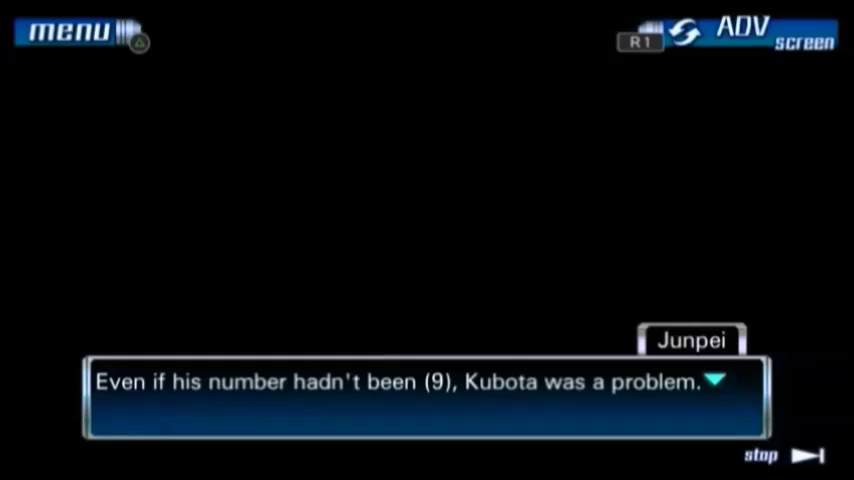 menu
R1
ADV
screen
Junpei
Even if his number hadn't been (9), Kubota was a problem.
stop